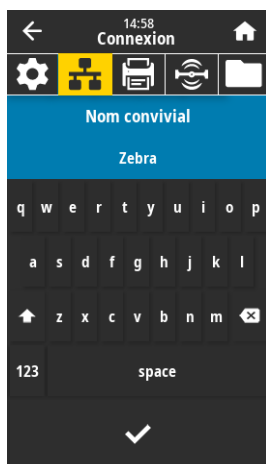 14:58
Connexion
Nom convivial
Zebra
q w e r t y u i o p
a s d f g h j k l
z x c v b n m
123 space